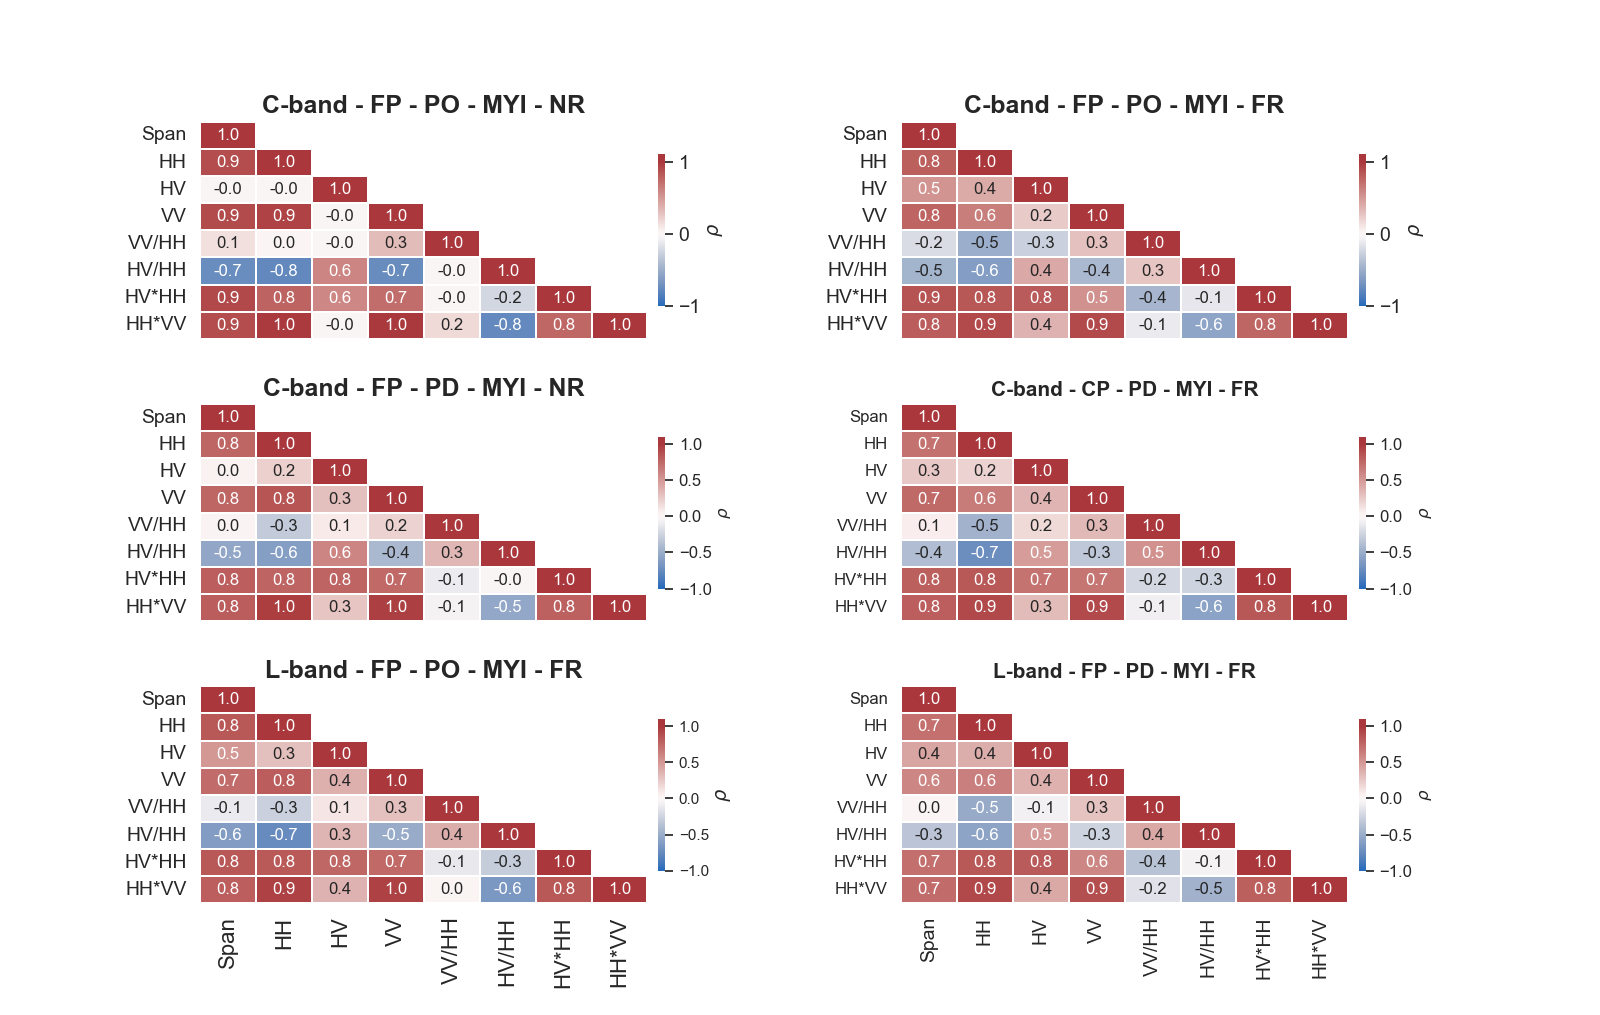 C-band - FP - PO - MYI - NR
Span 1.0
HH 0.9 1.0
HV -0.0 -0.0 1.0
VV 0.9 0.9 -0.0 1.0
VV/HH 0.1 0.0 -0.0 0.3 1.0
HV/HH -0.7 -0.8 0.6 -0.7 -0.0 1.0
HV*HH 0.9 0.8 0.6 0.7 -0.0 -0.2 1.0
HH*VV 0.9 1.0 -0.0 1.0 0.2 -0.8 0.8 1.0
1
0
−1
ρ
C-band - FP - PO - MYI - FR
Span 1.0
HH 0.8 1.0
HV 0.5 0.4 1.0
VV 0.8 0.6 0.2 1.0
VV/HH -0.2 -0.5 -0.3 0.3 1.0
HV/HH -0.5 -0.6 0.4 -0.4 0.3 1.0
HV*HH 0.9 0.8 0.8 0.5 -0.4 -0.1 1.0
HH*VV 0.8 0.9 0.4 0.9 -0.1 -0.6 0.8 1.0
1
0
−1
ρ
C-band - FP - PD - MYI - NR
Span 1.0
HH 0.8 1.0
HV 0.0 0.2 1.0
VV 0.8 0.8 0.3 1.0
VV/HH 0.0 -0.3 0.1 0.2 1.0
HV/HH -0.5 -0.6 0.6 -0.4 0.3 1.0
HV*HH 0.8 0.8 0.8 0.7 -0.1 -0.0 1.0
HH*VV 0.8 1.0 0.3 1.0 -0.1 -0.5 0.8 1.0
1.0
0.5
0.0
−0.5
−1.0
ρ
C-band - CP - PD - MYI - FR
Span 1.0
HH 0.7 1.0
HV 0.3 0.2 1.0
VV 0.7 0.6 0.4 1.0
VV/HH 0.1 -0.5 0.2 0.3 1.0
HV/HH -0.4 -0.7 0.5 -0.3 0.5 1.0
HV*HH 0.8 0.8 0.7 0.7 -0.2 -0.3 1.0
HH*VV 0.8 0.9 0.3 0.9 -0.1 -0.6 0.8 1.0
1.0
0.5
0.0
−0.5
−1.0
ρ
L-band - FP - PO - MYI - FR
Span 1.0
HH 0.8 1.0
HV 0.5 0.3 1.0
VV 0.7 0.8 0.4 1.0
VV/HH -0.1 -0.3 0.1 0.3 1.0
HV/HH -0.6 -0.7 0.3 -0.5 0.4 1.0
HV*HH 0.8 0.8 0.8 0.7 -0.1 -0.3 1.0
HH*VV 0.8 0.9 0.4 1.0 0.0 -0.6 0.8 1.0
Span HH HV VV VV/HH HV/HH HV*HH HH*VV
1.0
0.5
0.0
−0.5
−1.0
ρ
L-band - FP - PD - MYI - FR
Span 1.0
HH 0.7 1.0
HV 0.4 0.4 1.0
VV 0.6 0.6 0.4 1.0
VV/HH 0.0 -0.5 -0.1 0.3 1.0
HV/HH -0.3 -0.6 0.5 -0.3 0.4 1.0
HV*HH 0.7 0.8 0.8 0.6 -0.4 -0.1 1.0
HH*VV 0.7 0.9 0.4 0.9 -0.2 -0.5 0.8 1.0
Span HH HV VV VV/HH HV/HH HV*HH HH*VV
1.0
0.5
0.0
−0.5
−1.0
ρ